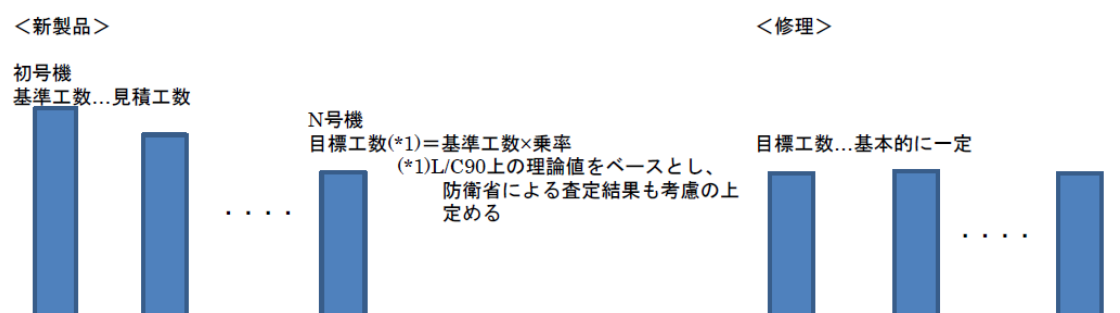 ＜新製品＞
初号機
基準工数…見積工数
N号機
目標工数(*1)＝基準工数×乗率
(*1)L/C90上の理論値をベースとし、
防衛省による査定結果も考慮の上
定める
・・・・
＜修理＞
目標工数…基本的に一定
・・・・